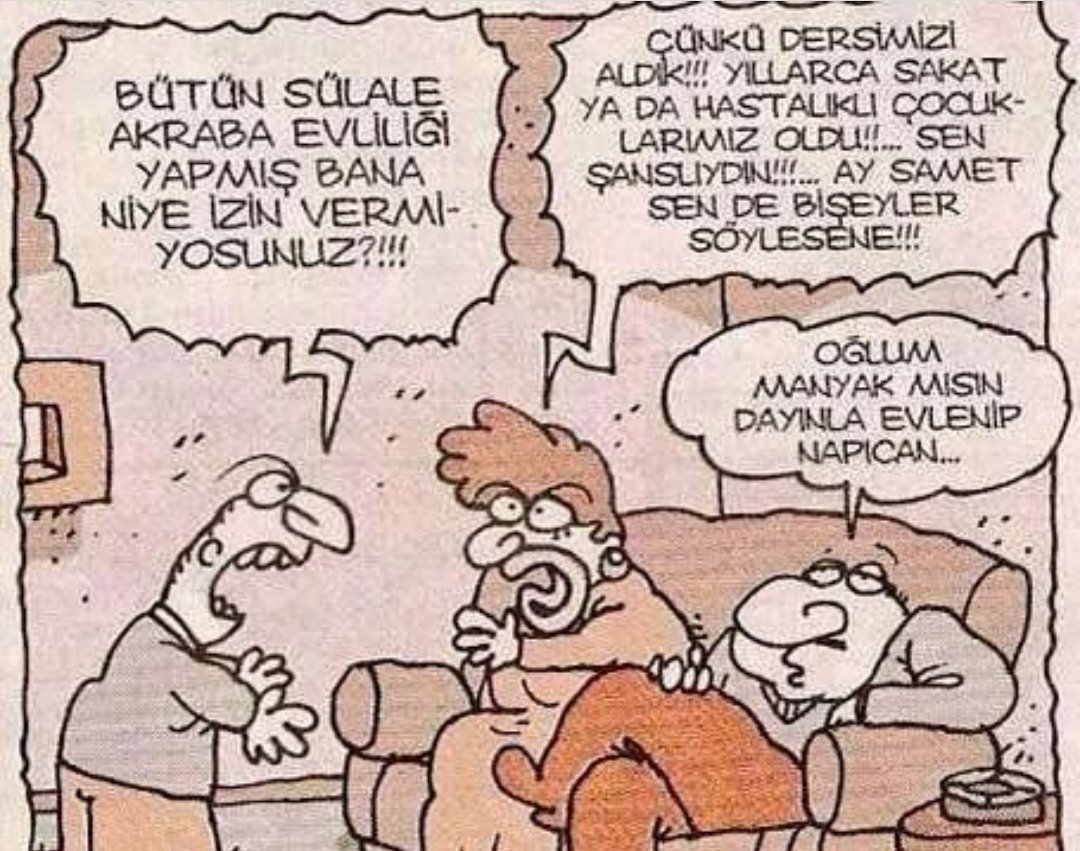 BÜTÜN SÜLALE
AKRABA EVLİLİĞİ
YAPMIŞ BANA
NİYE İZİN VERMİ-
YOSUNUZ?!!!
ÇÜNKÜ DERSİMİZİ
ALDIK!!! YILLARCA SAKAT
YA DA HASTALIKLI ÇOCUK-
LARIMIZ OLDU!!... SEN
ŞANSLIYDIN!!!... AY SAMET
SEN DE BİŞEYLER
SÖYLESENE!!!
OĞLUM
MANYAK MISIN
DAYINLA EVLENİP
NAPICAN...